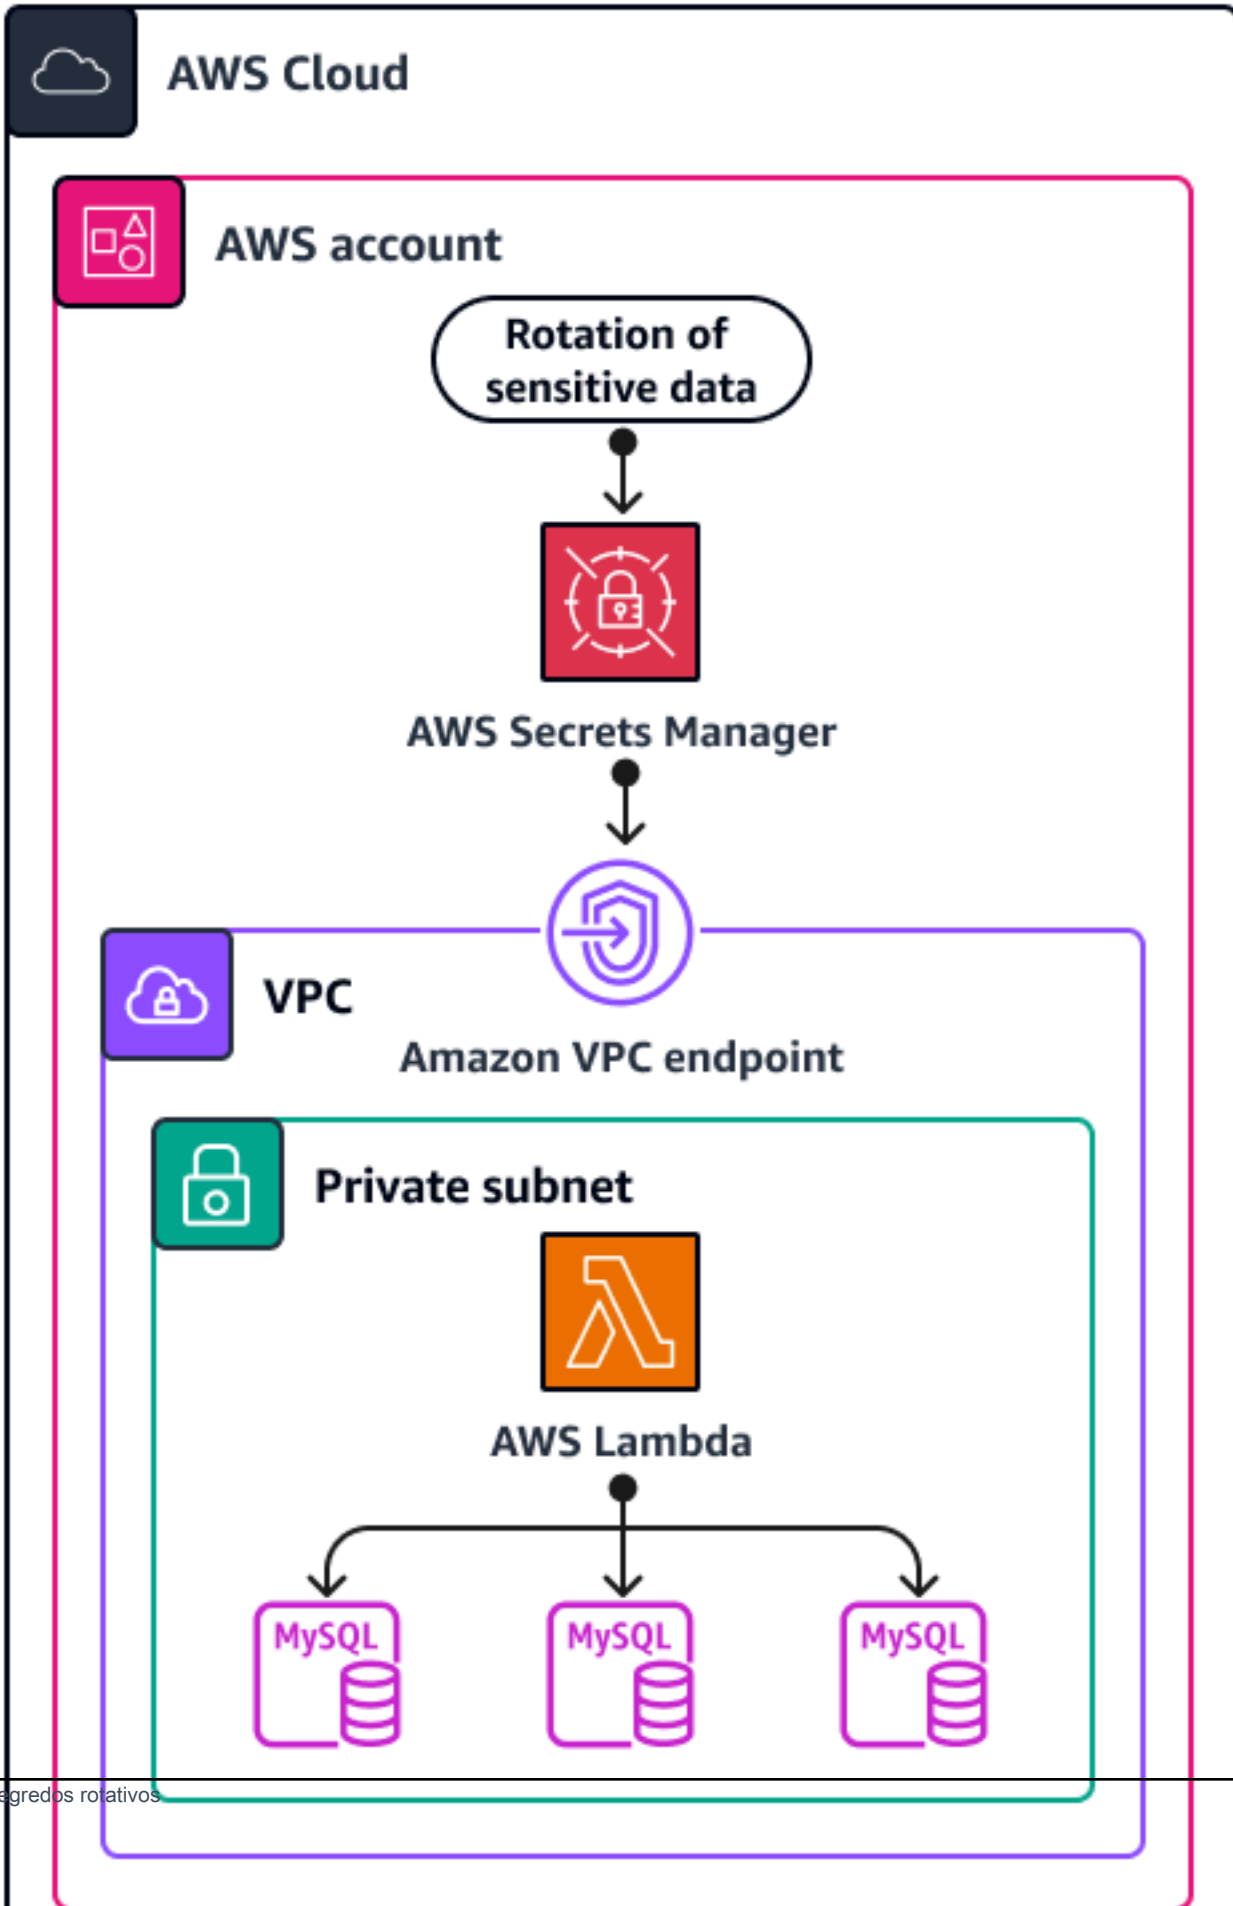 AWS Cloud
AWS account
Rotation of
sensitive data
AWS Secrets Manager
VPC
Amazon VPC endpoint
Private subnet
AWS Lambda
MySQL MySQL MySQL
rotativos